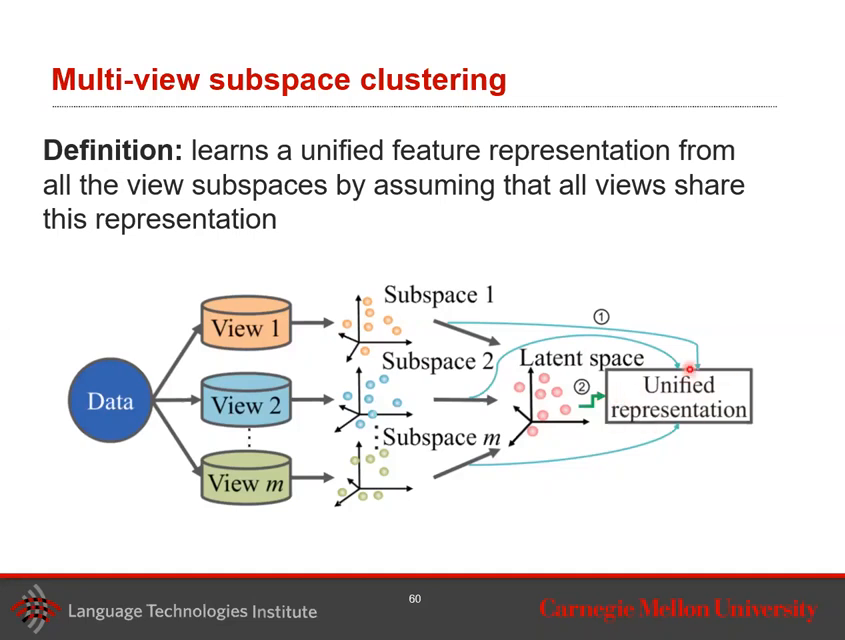 Multi-view subspace clustering
Definition: learns a unified feature representation from
all the view subspaces by assuming that all views share
this representation
Data
View 1
View 2
View m
Subspace 1
Subspace 2
Subspace m
Latent space
①
②
Unified
representation
Language Technologies Institute
60
Carnegie Mellon University